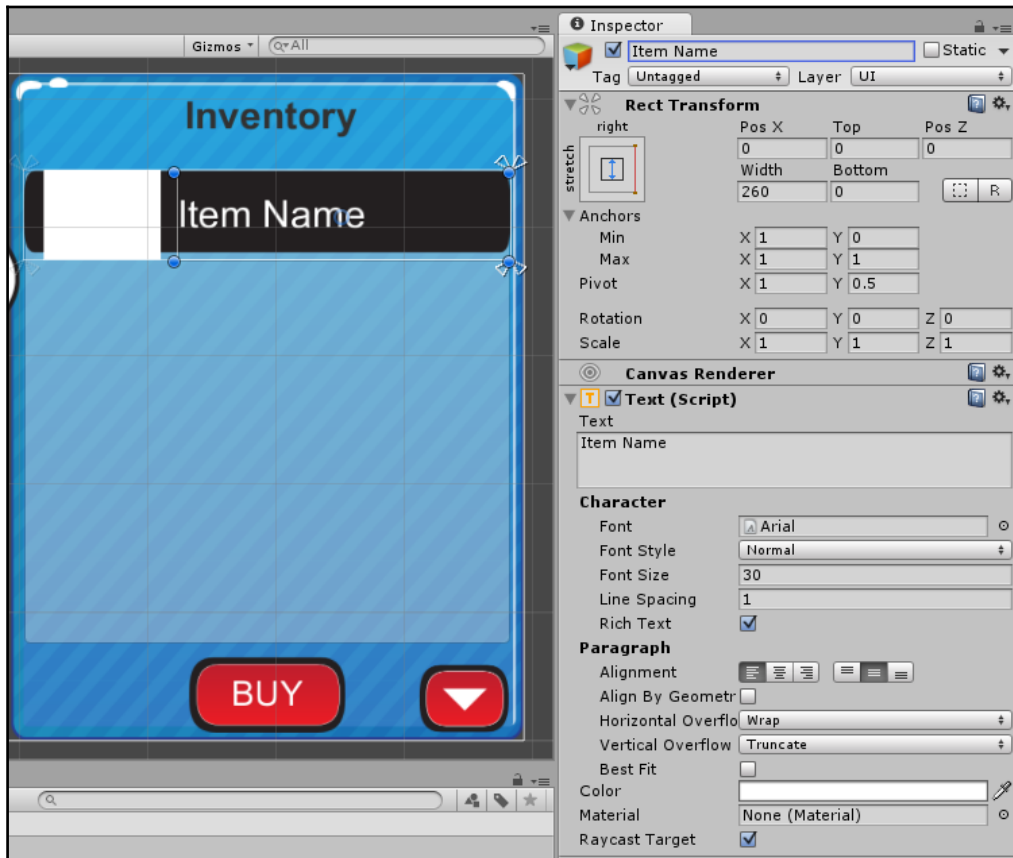 Inspector
Gizmos All
Item Name Static
Tag Untagged Layer UI
Inventory
Rect Transform
right Pos X Top Pos Z
stretch
0 0 0
Width Bottom
260 0 R
Item Name
Anchors
Min X 1 Y 0
Max X 1 Y 1
Pivot X 1 Y 0.5
Rotation X 0 Y 0 Z 0
Scale X 1 Y 1 Z 1
Canvas Renderer
T Text (Script)
Text
Item Name
Character
Font Arial
Font Style Normal
Font Size 30
Line Spacing 1
Rich Text
Paragraph
BUY
Alignment
Align By Geometr
Horizontal Overflo Wrap
Vertical Overflow Truncate
Best Fit
Color
Material None (Material)
Raycast Target